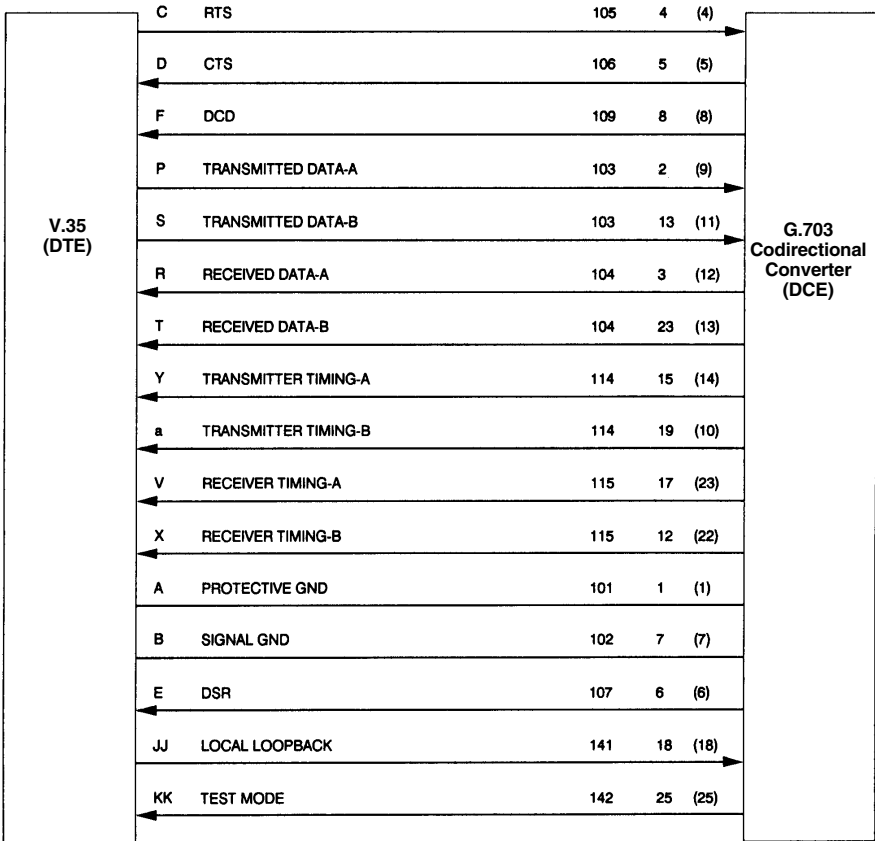 C RTS 105 4 (4)
D CTS 106 5 (5)
F DCD 109 8 (8)
P TRANSMITTED DATA-A 103 2 (9)
S TRANSMITTED DATA-B 103 13 (11)
V.35
(DTE)
G.703
Codirectional
Converter
(DCE)
R RECEIVED DATA-A 104 3 (12)
T RECEIVED DATA-B 104 23 (13)
Y TRANSMITTER TIMING-A 114 15 (14)
a TRANSMITTER TIMING-B 114 19 (10)
V RECEIVER TIMING-A 115 17 (23)
X RECEIVER TIMING-B 115 12 (22)
A PROTECTIVE GND 101 1 (1)
B SIGNAL GND 102 7 (7)
E DSR 107 6 (6)
JJ LOCAL LOOPBACK 141 18 (18)
KK TEST MODE 142 25 (25)